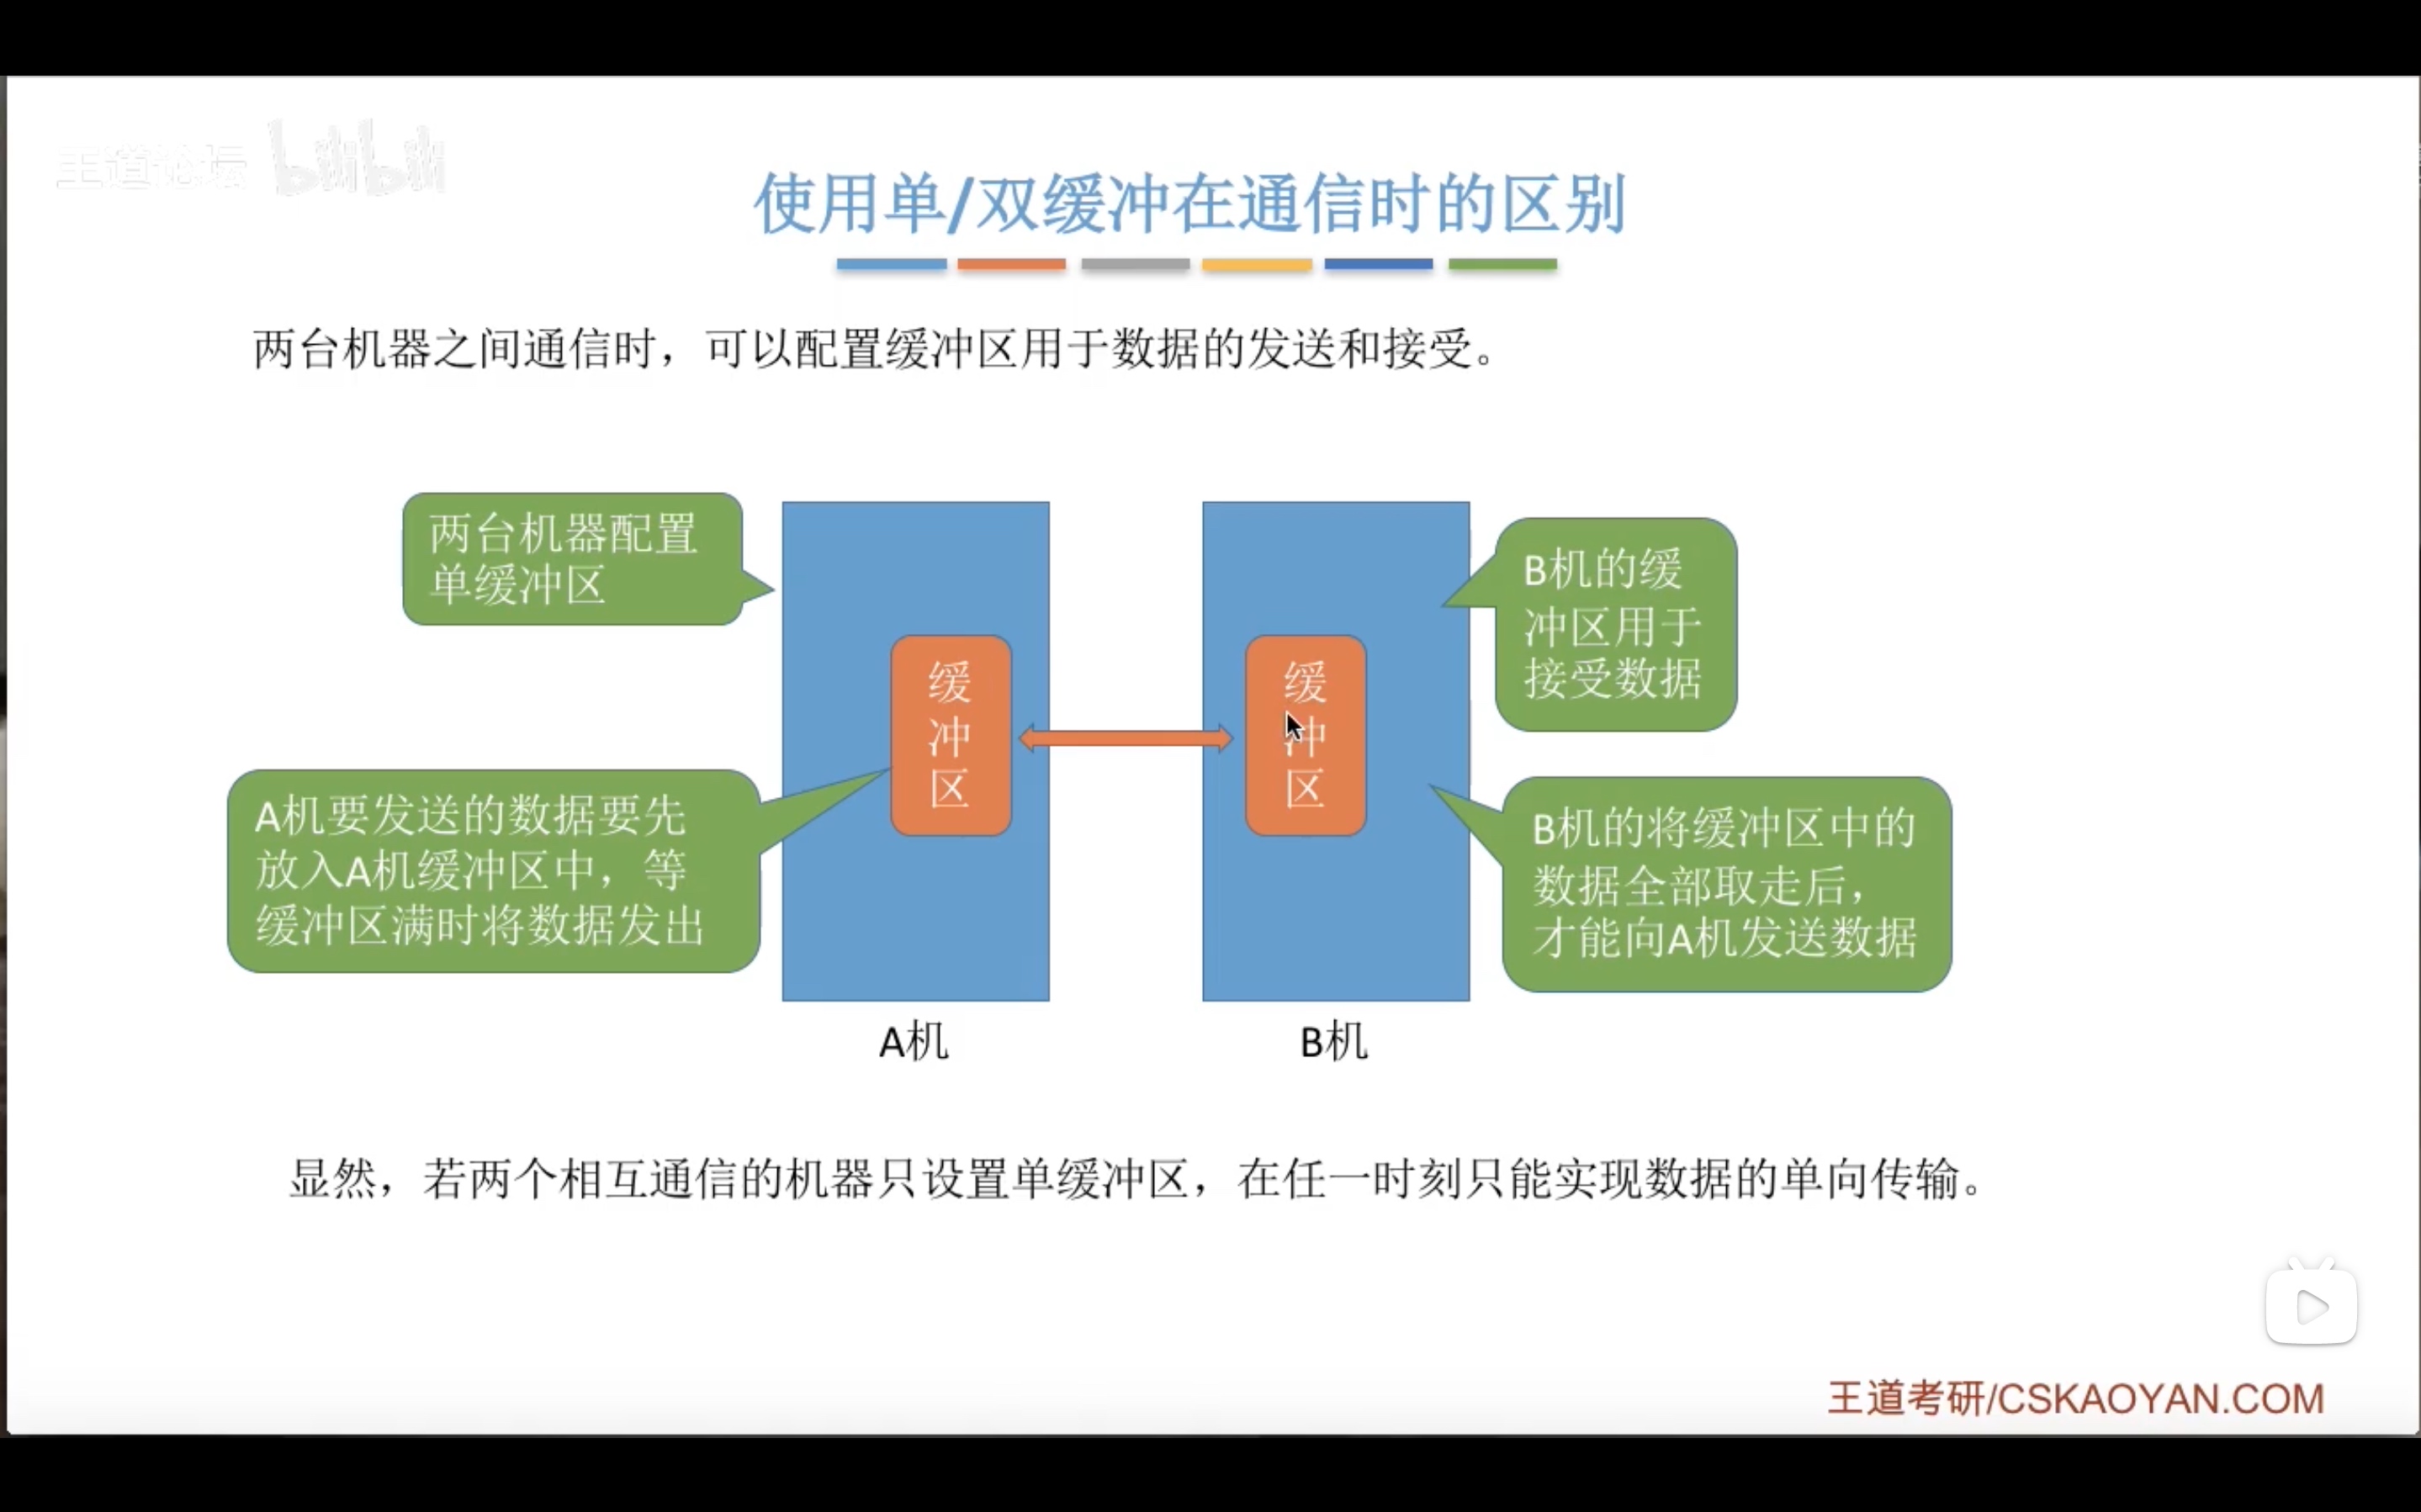 王道论坛 bilibili
使用单/双缓冲在通信时的区别
两台机器之间通信时，可以配置缓冲区用于数据的发送和接受。
两台机器配置
单缓冲区
A机要发送的数据要先
放入A机缓冲区中，等
缓冲区满时将数据发出
缓
冲
区
缓
冲
区
B机的缓
冲区用于
接受数据
B机的将缓冲区中的
数据全部取走后，
才能向A机发送数据
A机
B机
显然，若两个相互通信的机器只设置单缓冲区，在任一时刻只能实现数据的单向传输。
王道考研/CSKAOYAN.COM